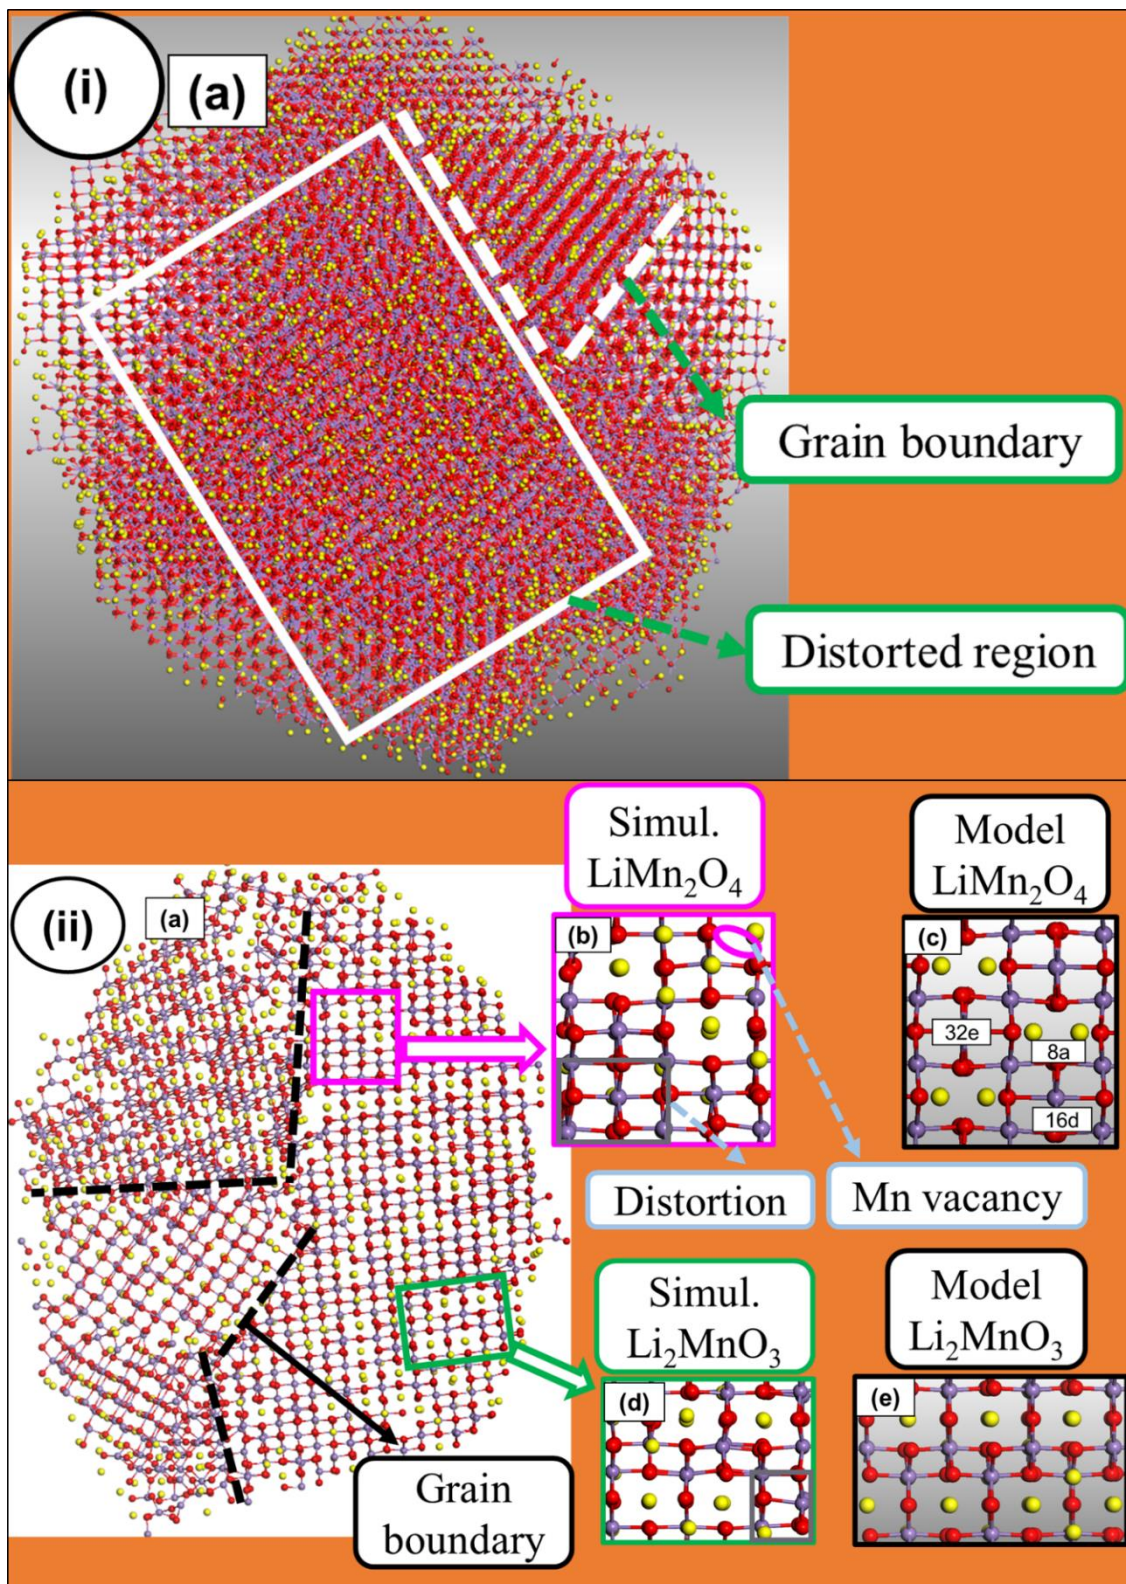 (i)
(a)
Grain boundary
Distorted region
(ii)
(a)
Simul.
LiMn₂O₄
Model
LiMn₂O₄
(b)
(c)
32e
8a
16d
Distortion
Mn vacancy
Simul.
Li₂MnO₃
Model
Li₂MnO₃
(d)
(e)
Grain
boundary